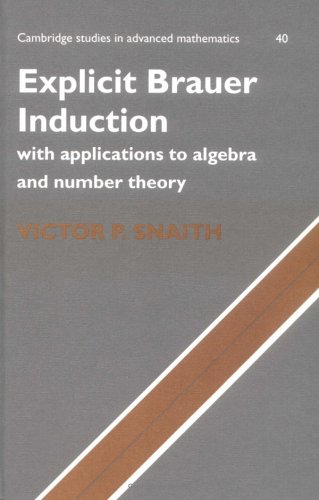 Cambridge studies in advanced mathematics 40
Explicit Brauer
Induction
with applications to algebra
and number theory
VICTOR P. SNAITH